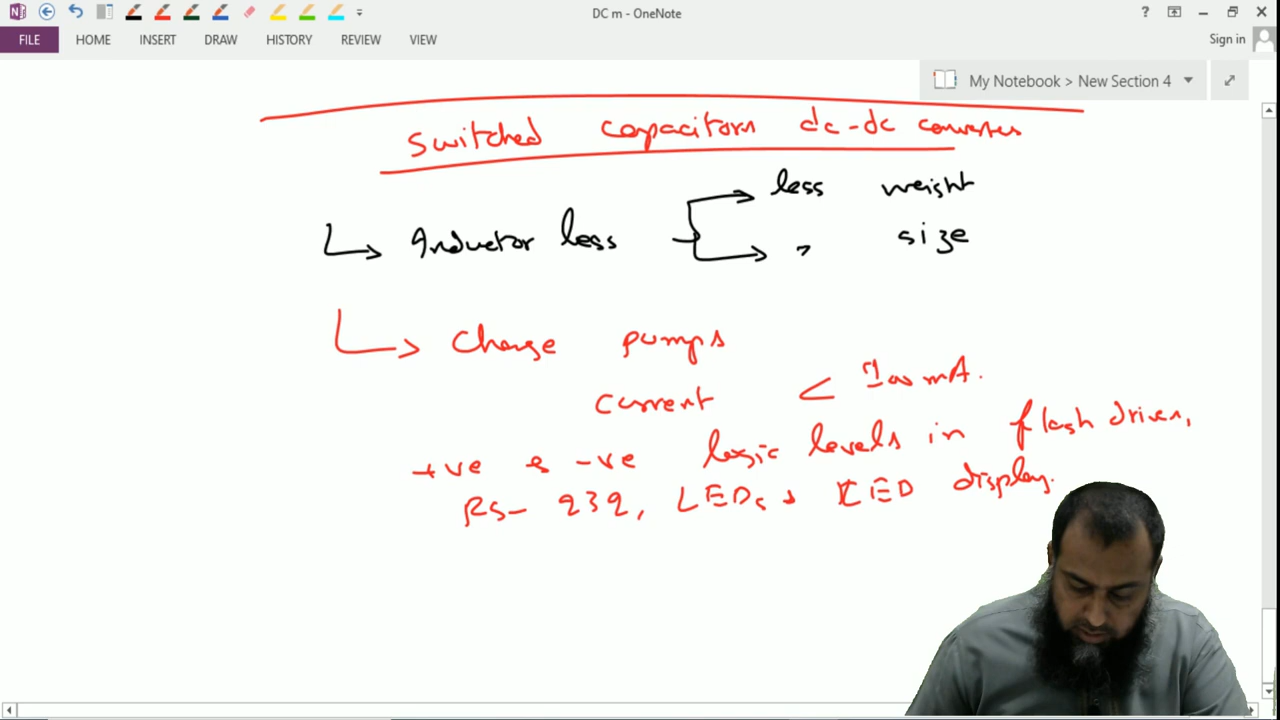 DC m - OneNote
FILE HOME INSERT DRAW HISTORY REVIEW VIEW
Sign in
My Notebook > New Section 4
Switched capacitors dc-dc converters
Inductor less
less weight
" size
Charge pumps
current < 100 mA.
+ve & -ve logic levels in flash drives,
RS-232, LEDs & LED display.